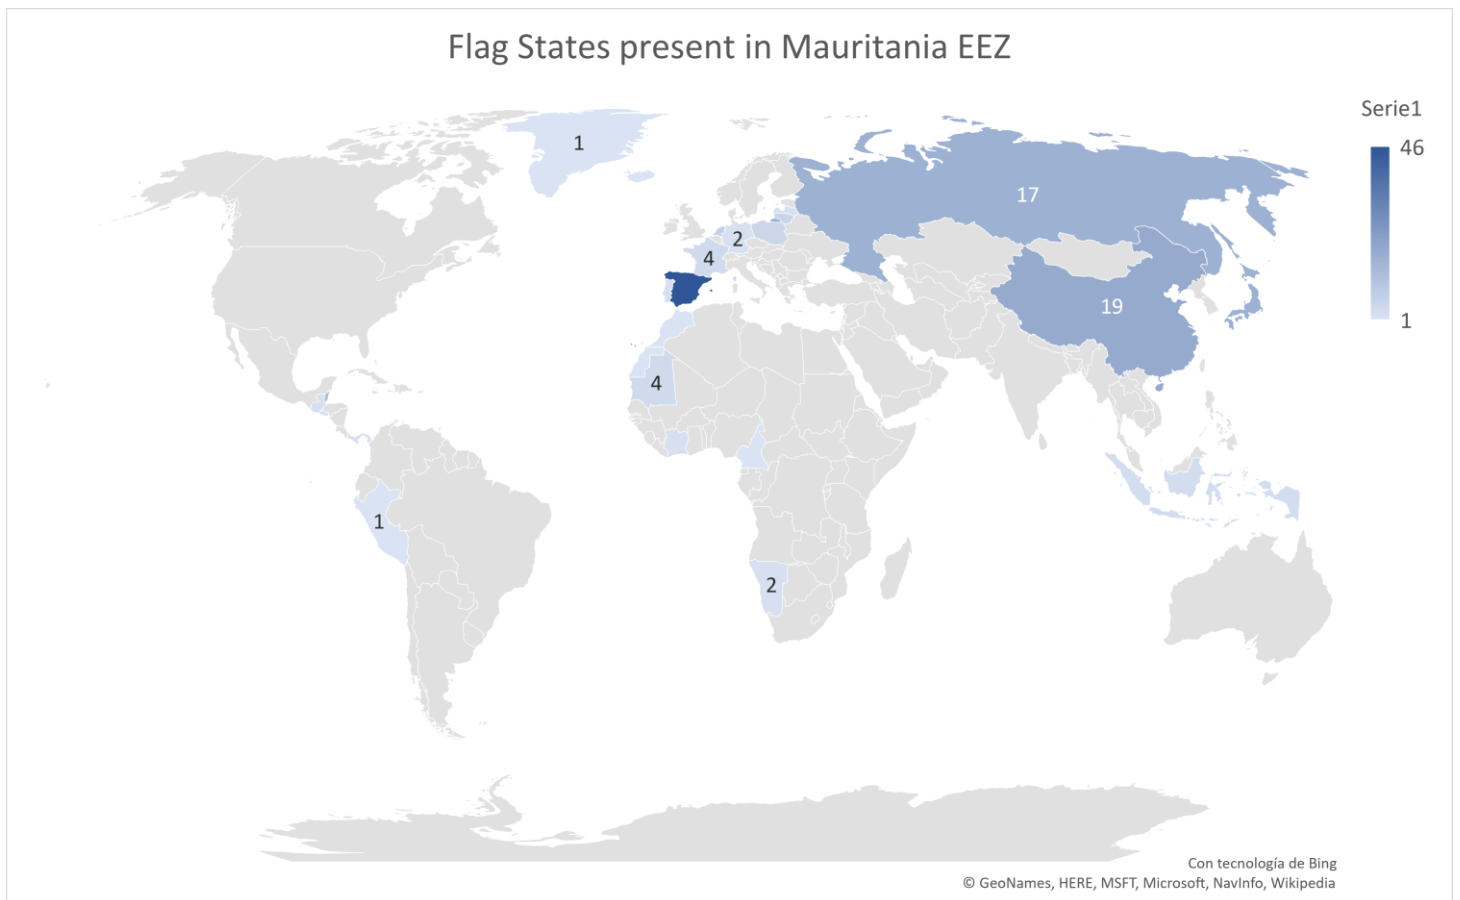 Flag States present in Mauritania EEZ
Serie1
46
1
1
17
2
4
19
4
1
2
Con tecnología de Bing
© GeoNames, HERE, MSFT, Microsoft, NavInfo, Wikipedia